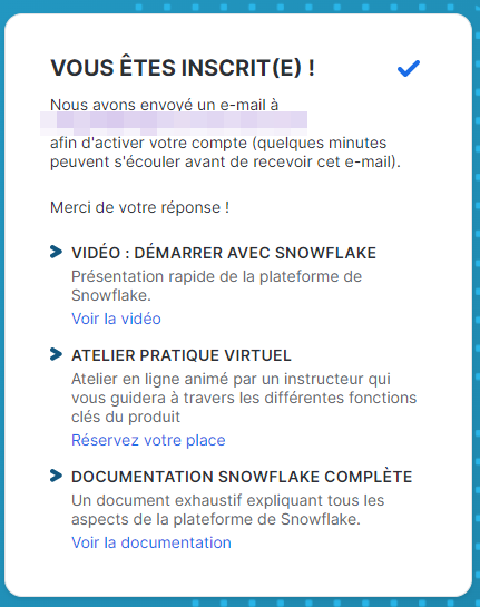 VOUS ÊTES INSCRIT(E) !
Nous avons envoyé un e-mail à
afin d'activer votre compte (quelques minutes
peuvent s'écouler avant de recevoir cet e-mail).
Merci de votre réponse !
VIDÉO : DÉMARRER AVEC SNOWFLAKE
Présentation rapide de la plateforme de
Snowflake.
Voir la vidéo
ATELIER PRATIQUE VIRTUEL
Atelier en ligne animé par un instructeur qui
vous guidera à travers les différentes fonctions
clés du produit
Réservez votre place
DOCUMENTATION SNOWFLAKE COMPLÈTE
Un document exhaustif expliquant tous les
aspects de la plateforme de Snowflake.
Voir la documentation